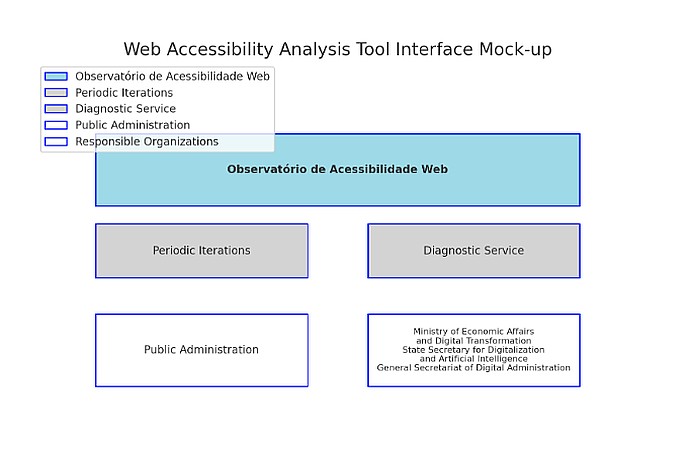 Web Accessibility Analysis Tool Interface Mock-up
Observatório de Acessibilidade Web
Periodic Iterations
Diagnostic Service
Public Administration
Responsible Organizations
Observatório de Acessibilidade Web
Periodic Iterations
Diagnostic Service
Public Administration
Ministry of Economic Affairs
and Digital Transformation
State Secretary for Digitalization
and Artificial Intelligence
General Secretariat of Digital Administration